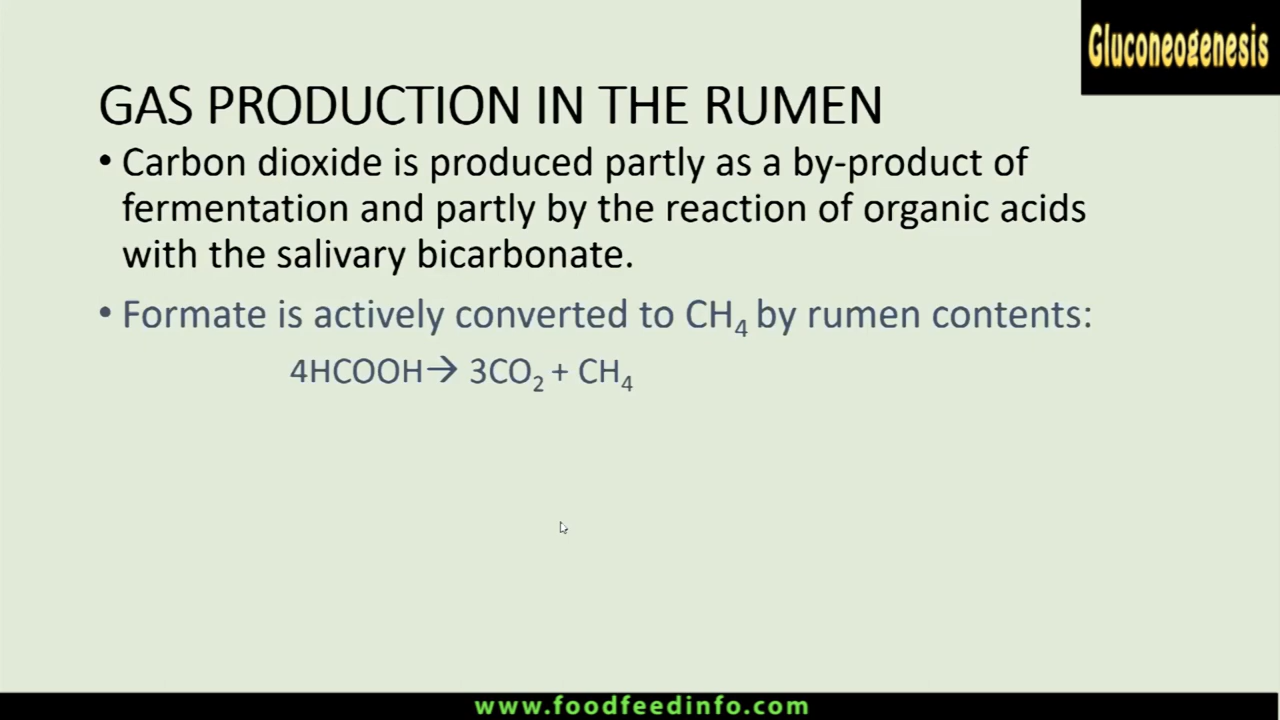 Gluconeogenesis
GAS PRODUCTION IN THE RUMEN
• Carbon dioxide is produced partly as a by-product of
fermentation and partly by the reaction of organic acids
with the salivary bicarbonate.
• Formate is actively converted to CH₄ by rumen contents:
4HCOOH→ 3CO₂ + CH₄
www.foodfeedinfo.com